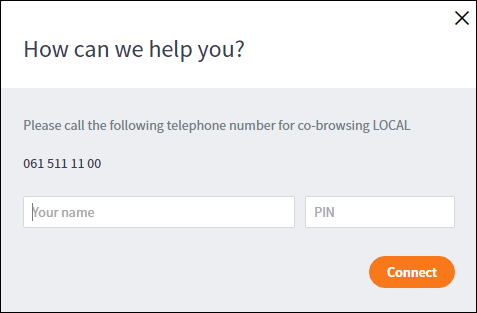 How can we help you?
Please call the following telephone number for co-browsing LOCAL
061 511 11 00
Your name
PIN
Connect